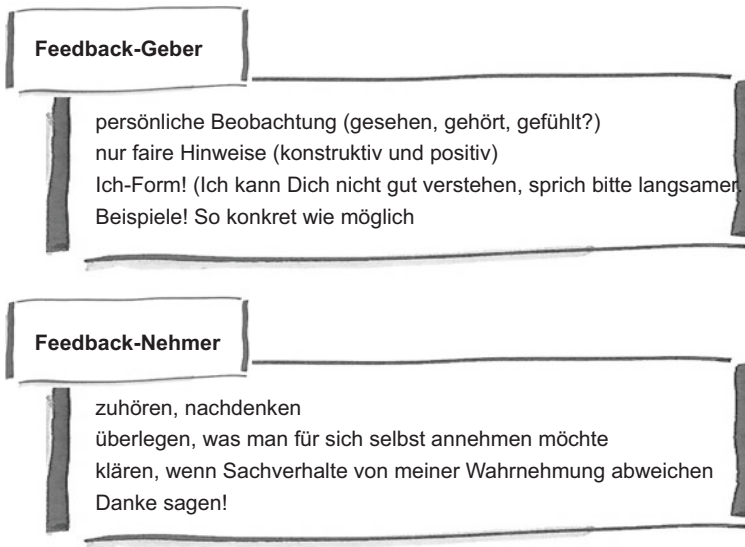 Feedback-Geber
persönliche Beobachtung (gesehen, gehört, gefühlt?)
nur faire Hinweise (konstruktiv und positiv)
Ich-Form! (Ich kann Dich nicht gut verstehen, sprich bitte langsamer.
Beispiele! So konkret wie möglich
Feedback-Nehmer
zuhören, nachdenken
überlegen, was man für sich selbst annehmen möchte
klären, wenn Sachverhalte von meiner Wahrnehmung abweichen
Danke sagen!